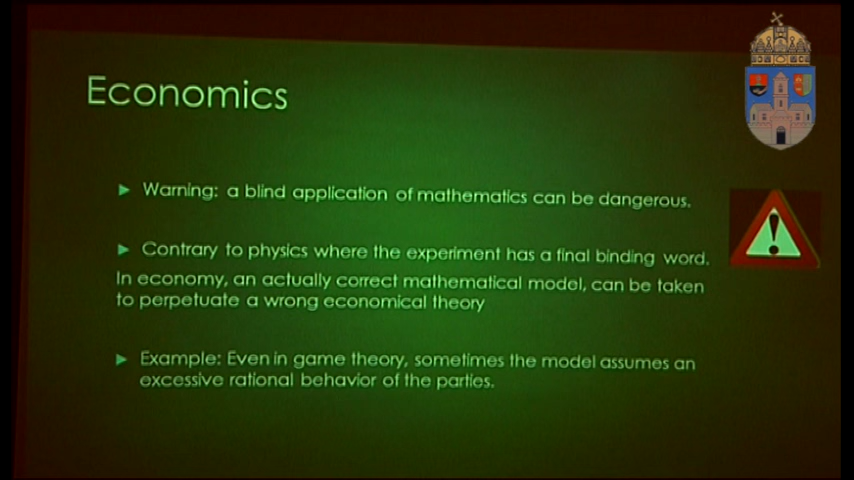 Economics
Warning: a blind application of mathematics can be dangerous.
Contrary to physics where the experiment has a final binding word.
In economy, an actually correct mathematical model, can be taken
to perpetuate a wrong economical theory
Example: Even in game theory, sometimes the model assumes an
excessive rational behavior of the parties.